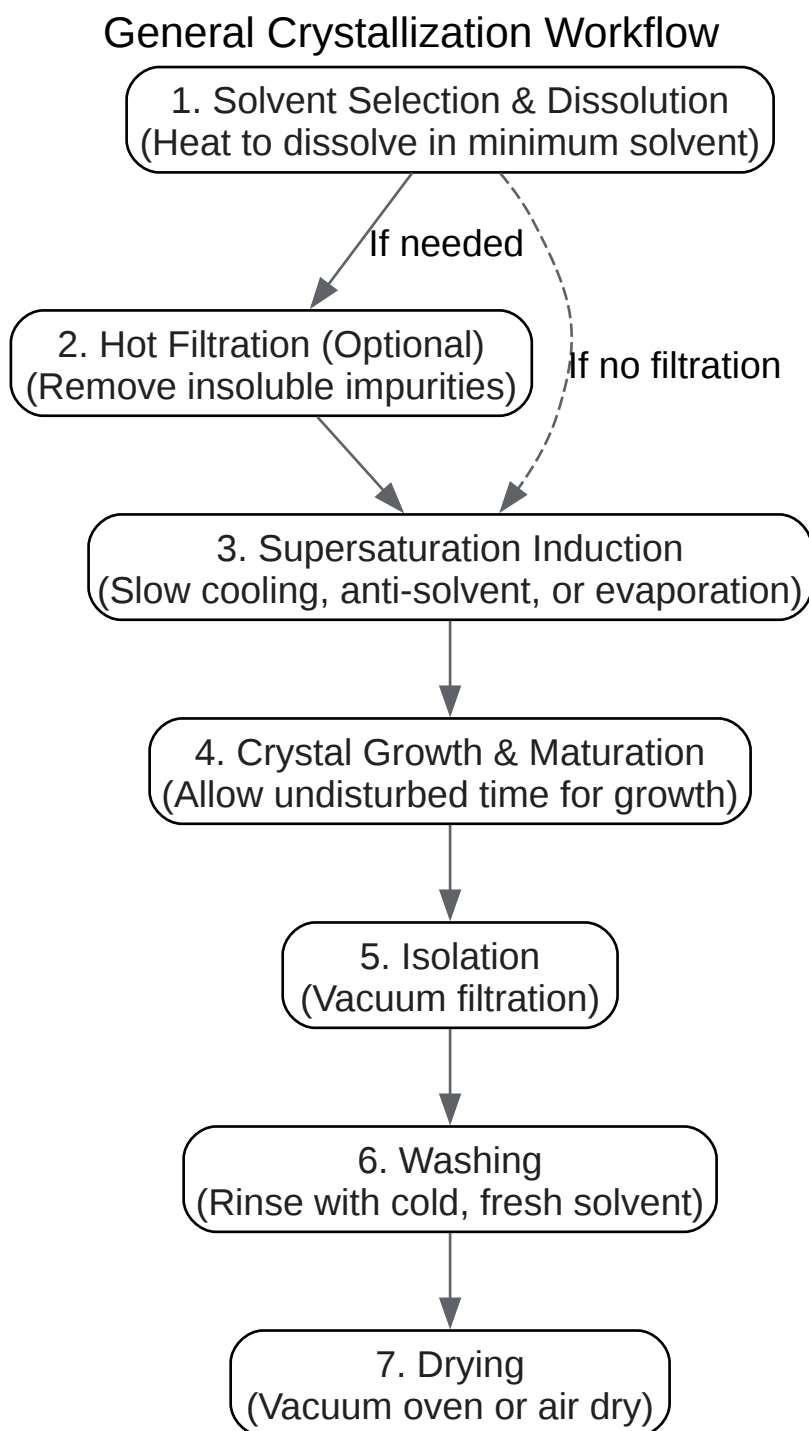 General Crystallization Workflow
1. Solvent Selection & Dissolution
(Heat to dissolve in minimum solvent)
If needed
2. Hot Filtration (Optional)
(Remove insoluble impurities)
If no filtration
3. Supersaturation Induction
(Slow cooling, anti-solvent, or evaporation)
4. Crystal Growth & Maturation
(Allow undisturbed time for growth)
5. Isolation
(Vacuum filtration)
6. Washing
(Rinse with cold, fresh solvent)
7. Drying
(Vacuum oven or air dry)